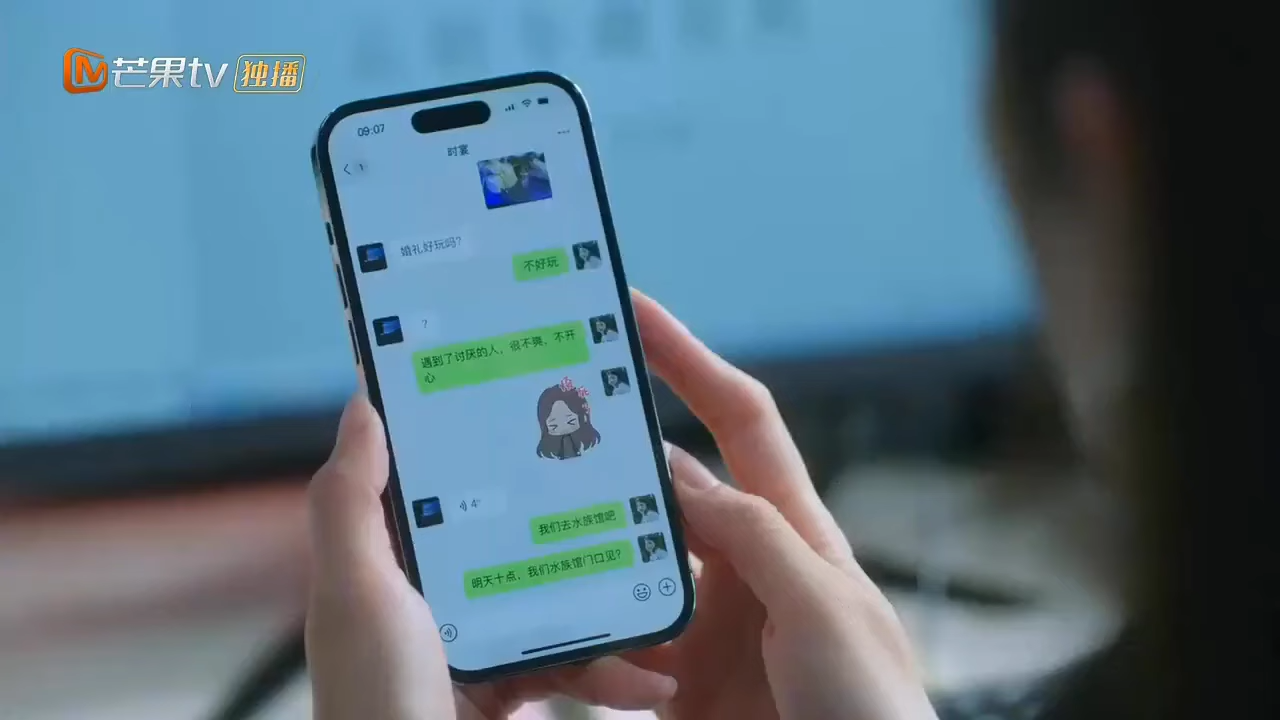 芒果tv 独播
09:07
1
时宴
婚礼好玩吗?
不好玩
?
遇到了讨厌的人,很不爽,不开
心
4"
我们去水族馆吧
明天十点,我们水族馆门口见?